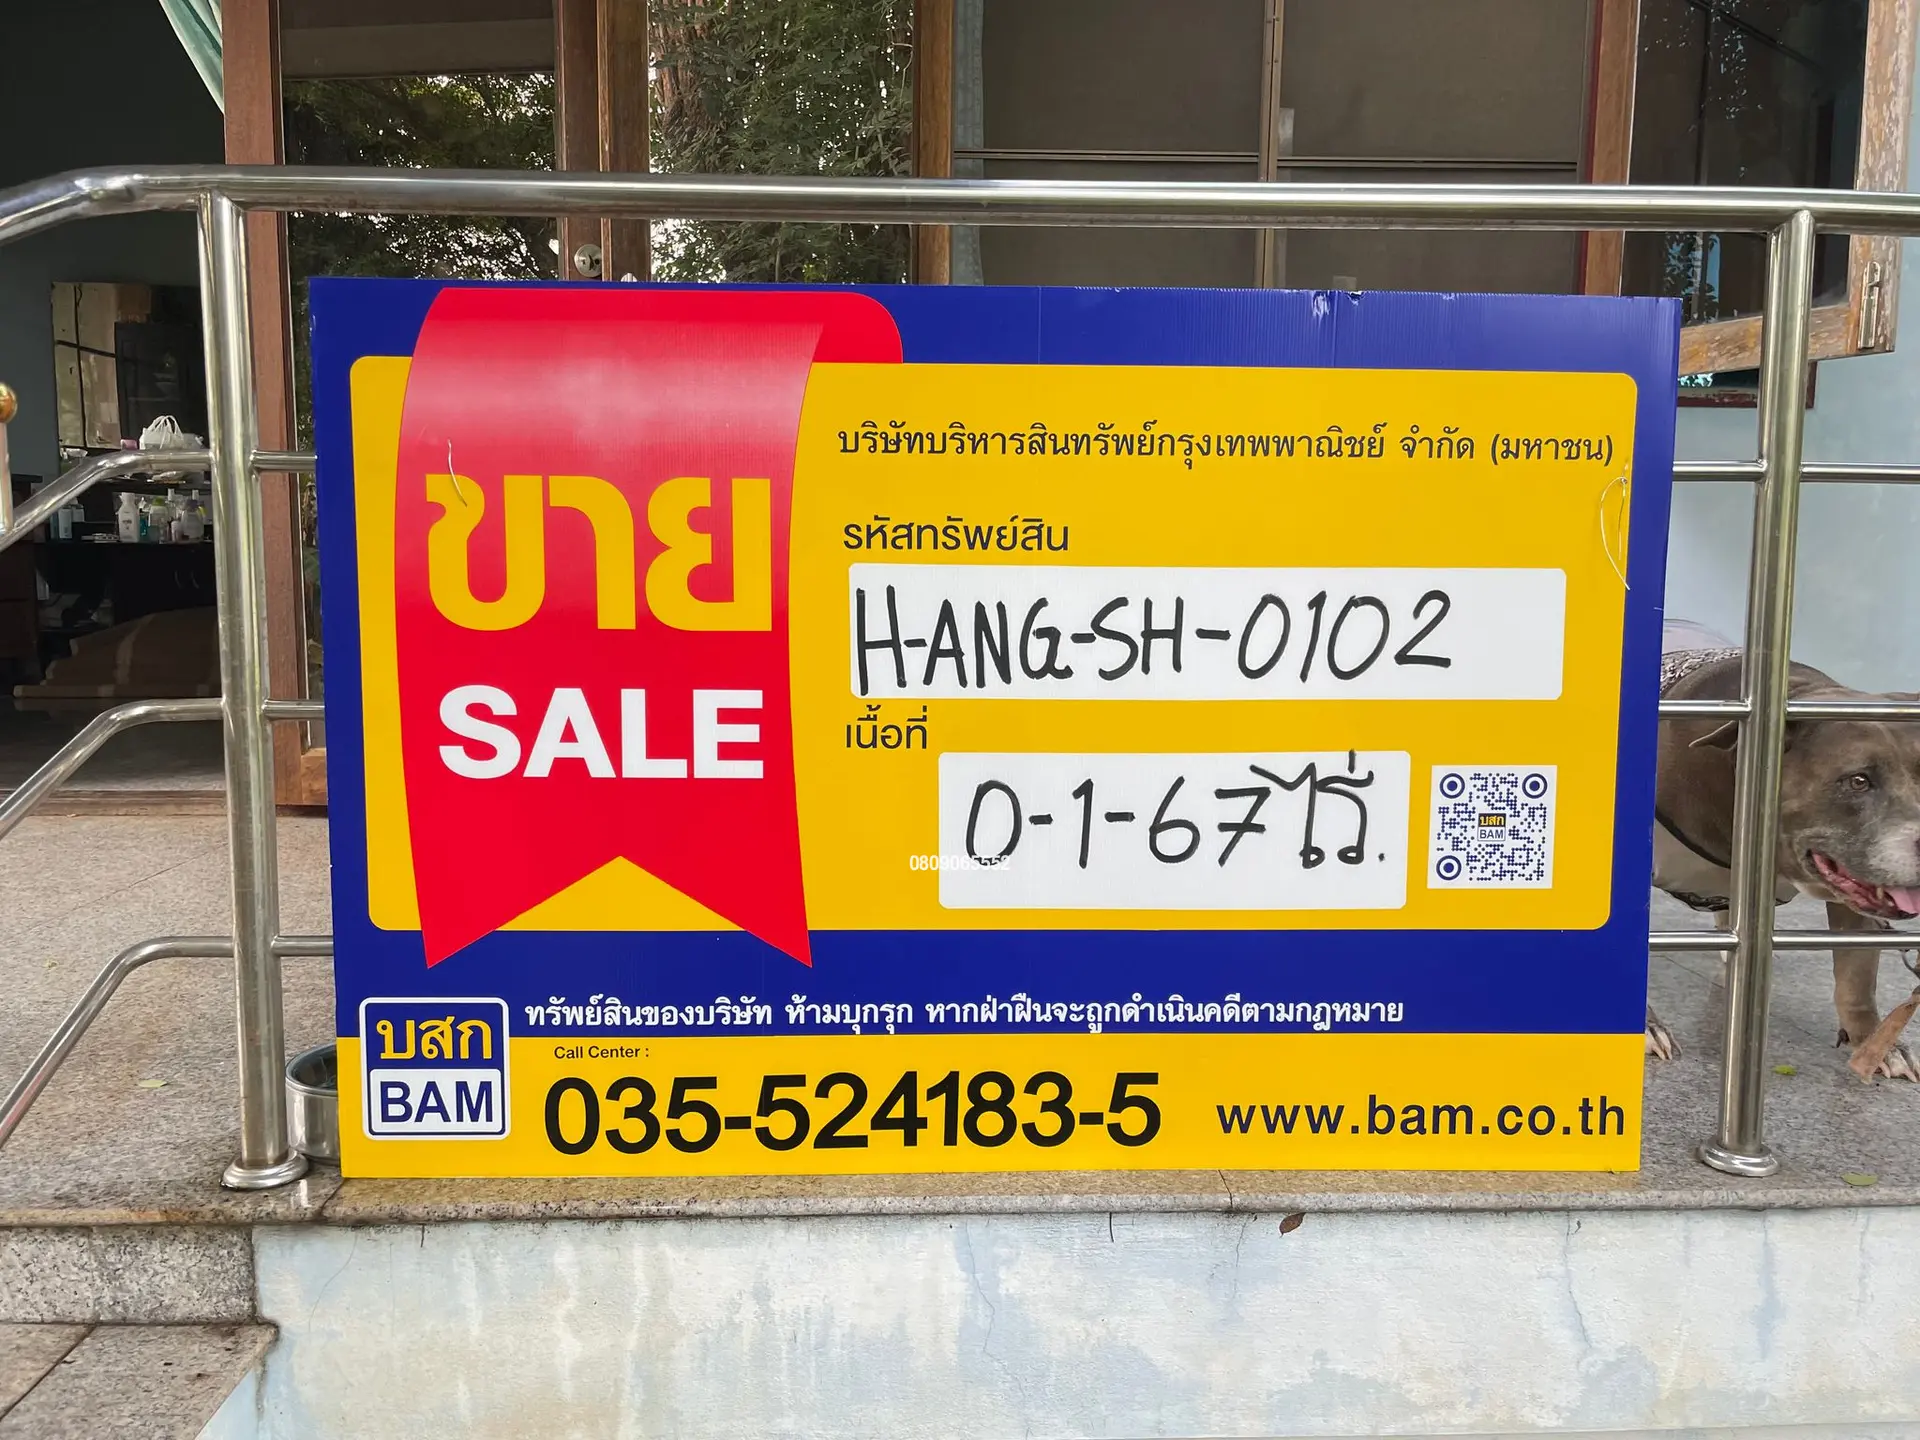 ขาย
SALE
บริษัทบริหารสินทรัพย์กรุงเทพพาณิชย์ จำกัด (มหาชน)
รหัสทรัพย์สิน
H-ANG-SH-0102
เนื้อที่
0-1-67 ไร่.
บสก
BAM
0809065552
ทรัพย์สินของบริษัท ห้ามบุกรุก หากฝ่าฝืนจะถูกดำเนินคดีตามกฎหมาย
บสก
BAM
Call Center :
035-524183-5
www.bam.co.th